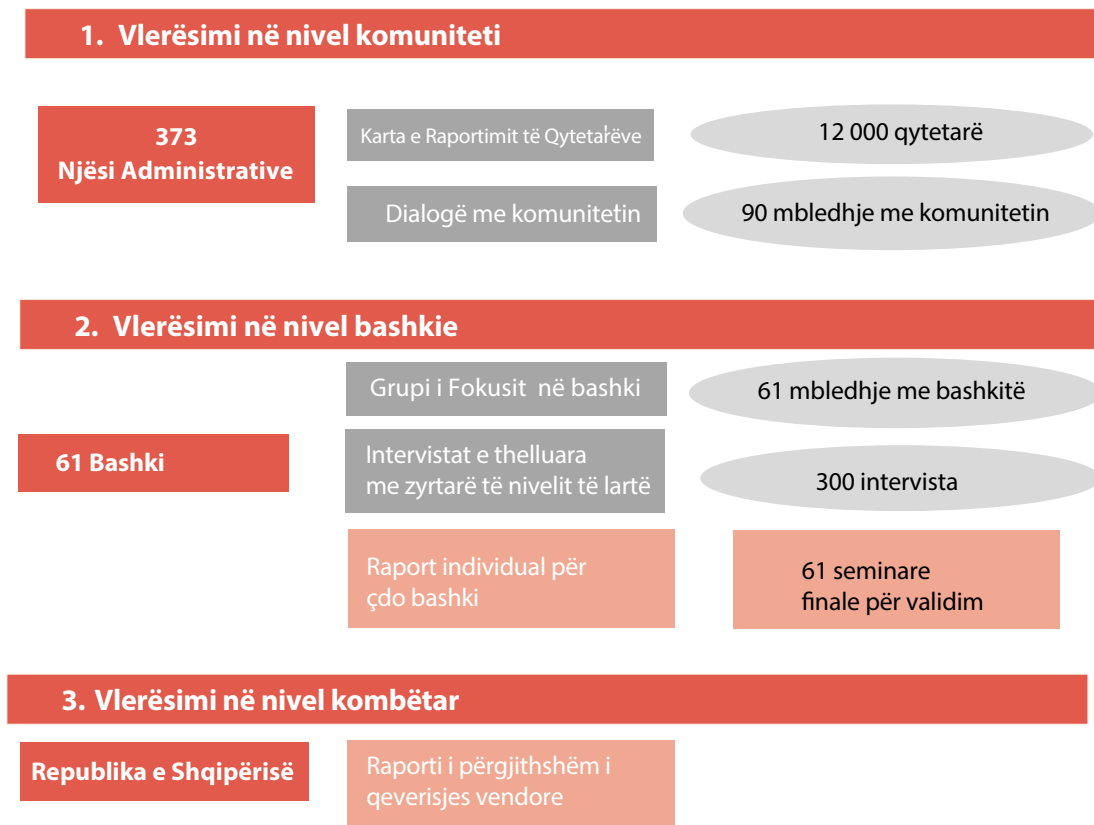 1. Vlerësimi në nivel komuniteti
373
Njësi Administrative
Karta e Raportimit të Qytetarëve
12 000 qytetarë
Dialogë me komunitetin
90 mbledhje me komunitetin
2. Vlerësimi në nivel bashkie
61 Bashki
Grupi i Fokusit në bashki
61 mbledhje me bashkitë
Intervistat e thelluara
me zyrtarë të nivelit të lartë
300 intervista
Raport individual për
çdo bashki
61 seminare
finale për validim
3. Vlerësimi në nivel kombëtar
Republika e Shqipërisë
Raporti i përgjithshëm i
qeverisjes vendore